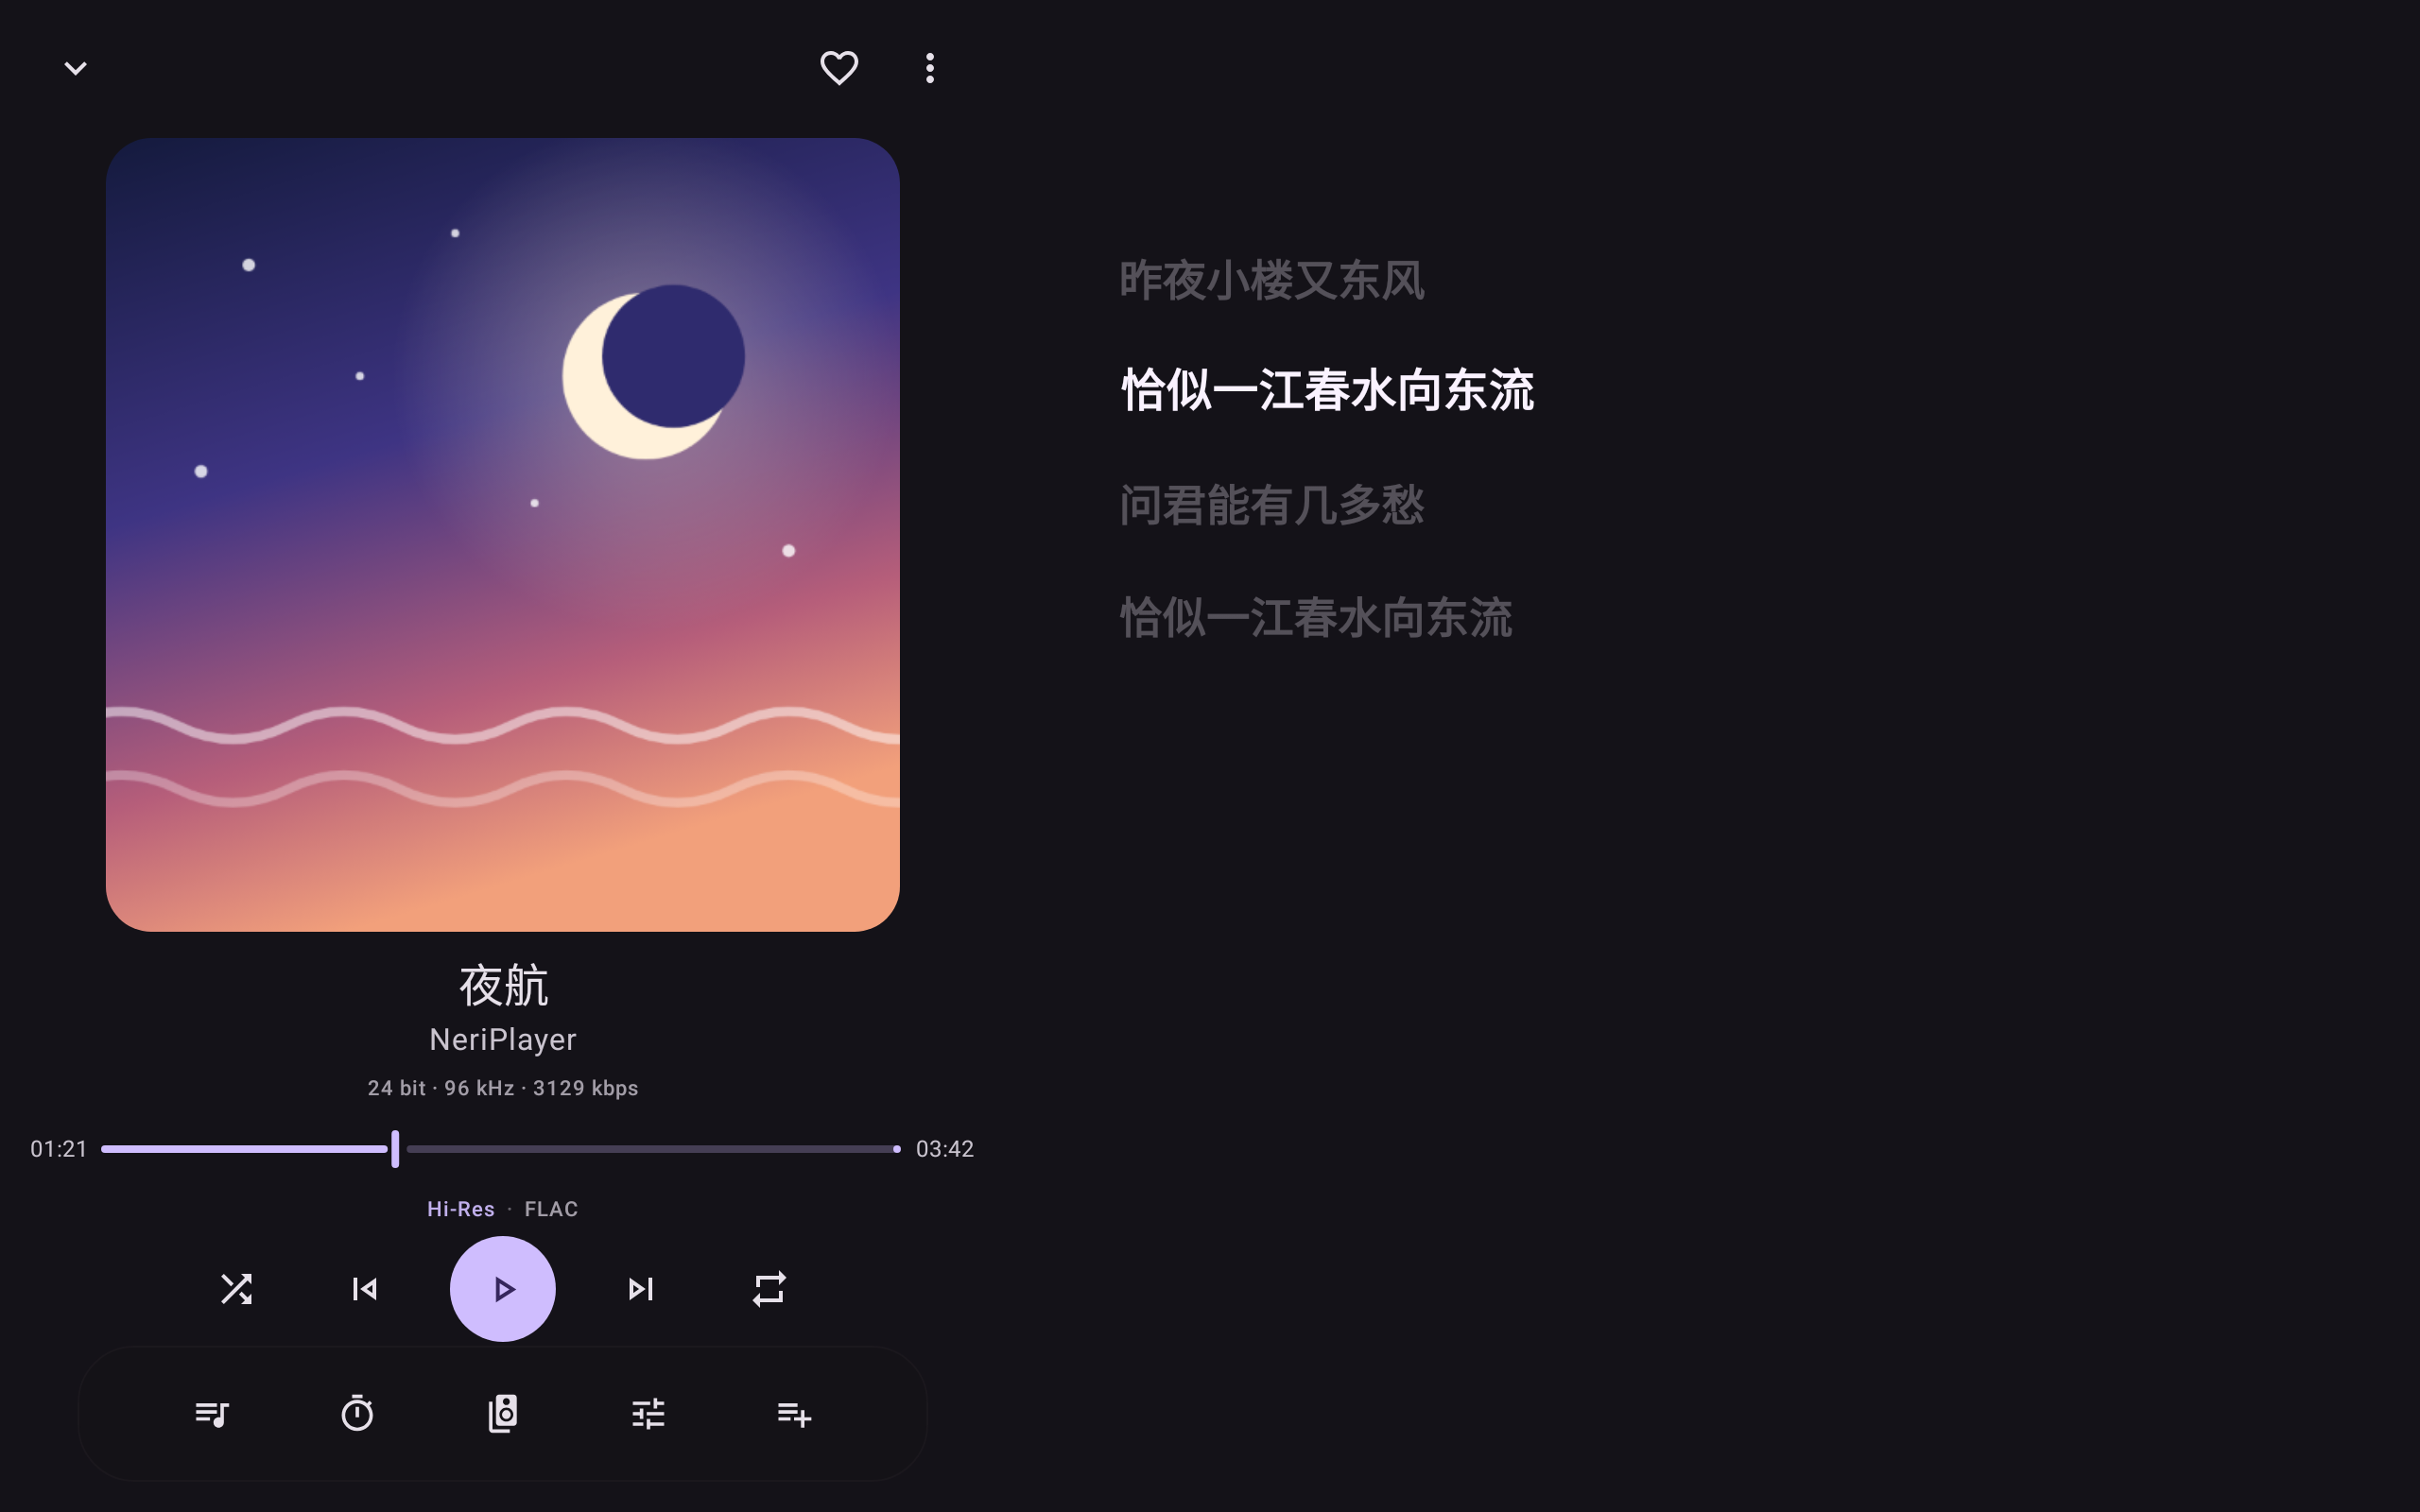 夜航
NeriPlayer
24 bit · 96 kHz · 3129 kbps
01:21
03:42
Hi-Res · FLAC
昨夜小楼又东风
恰似一江春水向东流
问君能有几多愁
恰似一江春水向东流